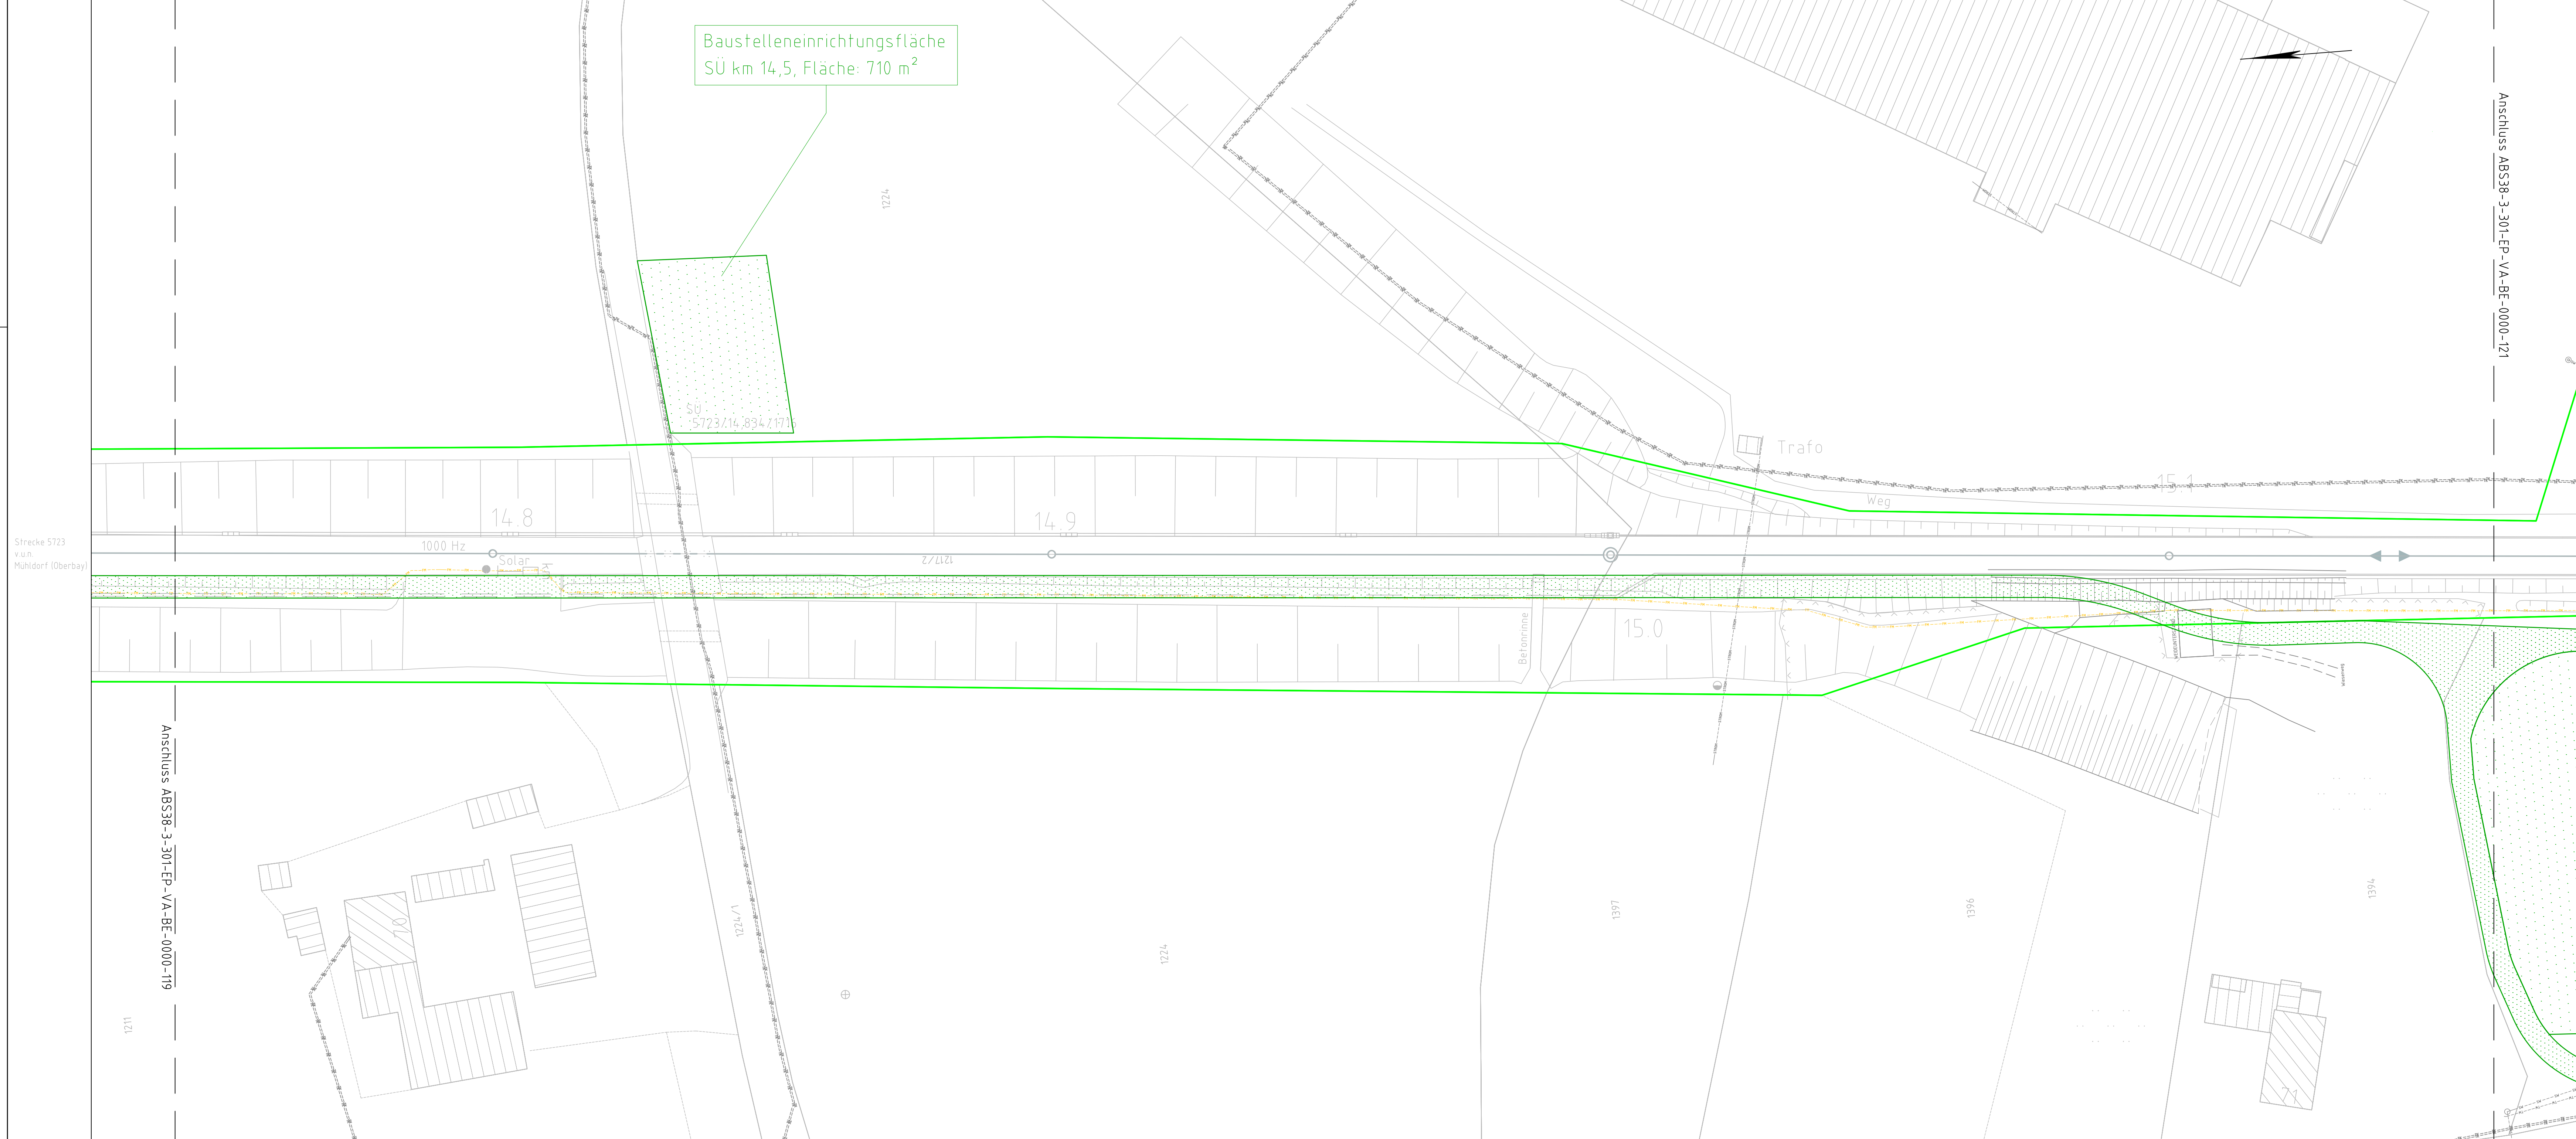 Baustelleneinrichtungsfläche
SÜ km 14,5, Fläche: 710 m²
Anschluss ABS38-3-301-EP-VA-BE-0000-121
1224
SÜ
5723/14,834/1716
Trafo
15.1
Weg
14.8
14.9
Strecke 5723
v.u.n.
Mühldorf (Oberbay)
1000 Hz
Solar
1217/2
Betonrinne
15.0
Anschluss ABS38-3-301-EP-VA-BE-0000-119
70
1224/1
1224
1397
1396
1394
1211
71